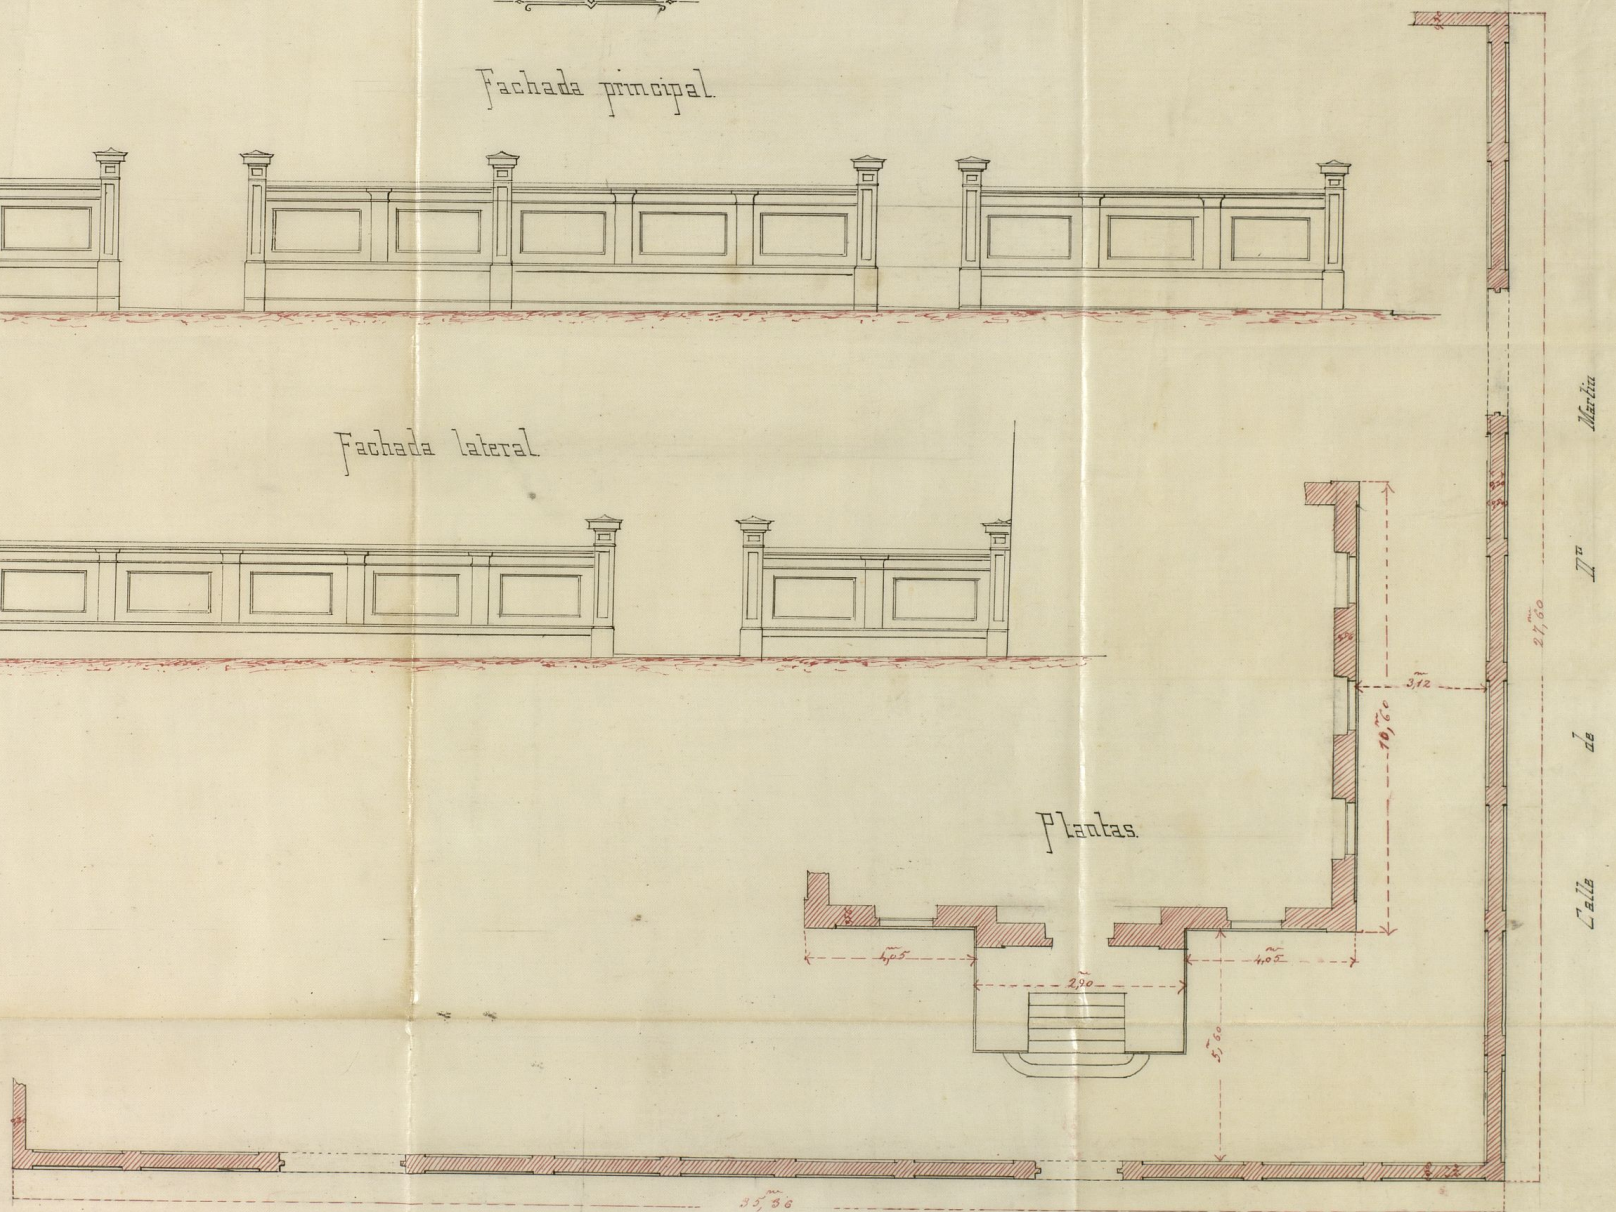 Fachada principal.
Fachada lateral.
Plantas.
Calle de Mª Martin
27,60
3,12
10,60
4,05
4,05
2,90
5,60
35,36